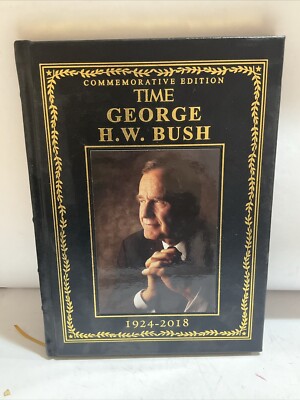 COMMEMORATIVE EDITION
TIME
GEORGE
H.W. BUSH
1924-2018